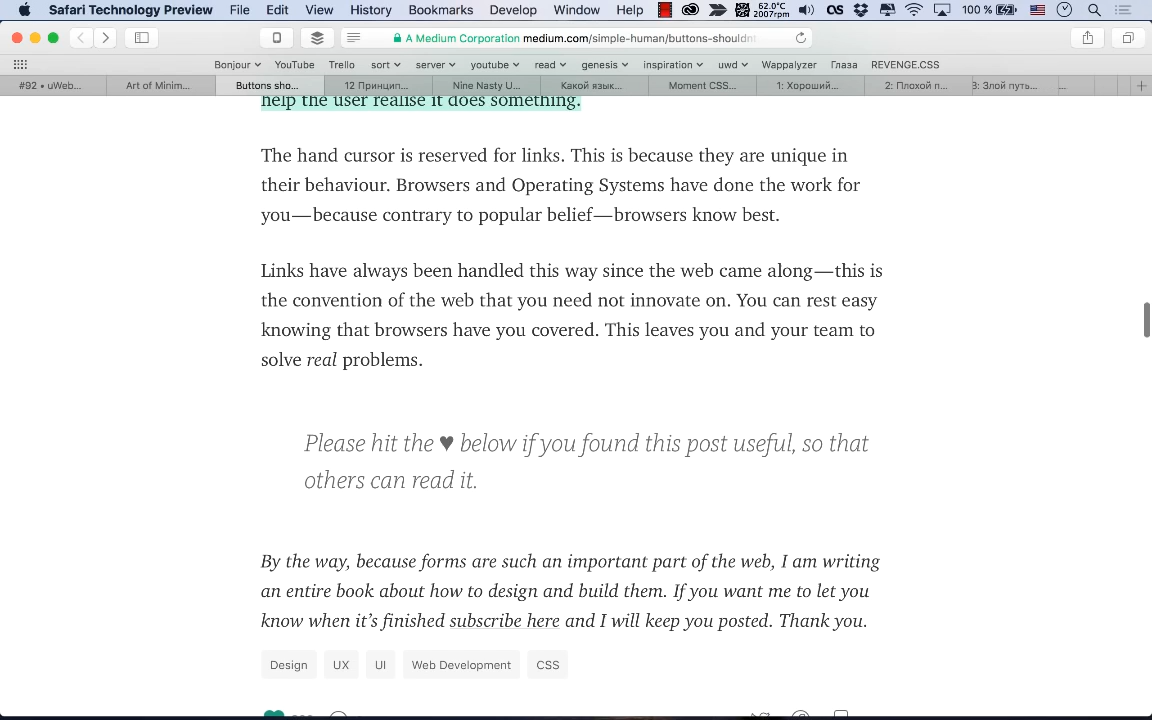 Safari Technology Preview File Edit View History Bookmarks Develop Window Help 62.0°C 2007rpm 100 %
A Medium Corporation medium.com/simple-human/buttons-shouldnt
Bonjour YouTube Trello sort server youtube read genesis inspiration uwd Wappalyzer Глаза REVENGE.CSS
#92 • uWeb... Art of Minim... Buttons sho... 12 Принцип... Nine Nasty U... Какой язык... Moment CSS... 1: Хороший... 2: Плохой п... 3: Злой путь... ...
help the user realise it does something.
The hand cursor is reserved for links. This is because they are unique in
their behaviour. Browsers and Operating Systems have done the work for
you—because contrary to popular belief—browsers know best.
Links have always been handled this way since the web came along—this is
the convention of the web that you need not innovate on. You can rest easy
knowing that browsers have you covered. This leaves you and your team to
solve real problems.
Please hit the ♥ below if you found this post useful, so that
others can read it.
By the way, because forms are such an important part of the web, I am writing
an entire book about how to design and build them. If you want me to let you
know when it’s finished subscribe here and I will keep you posted. Thank you.
Design UX UI Web Development CSS